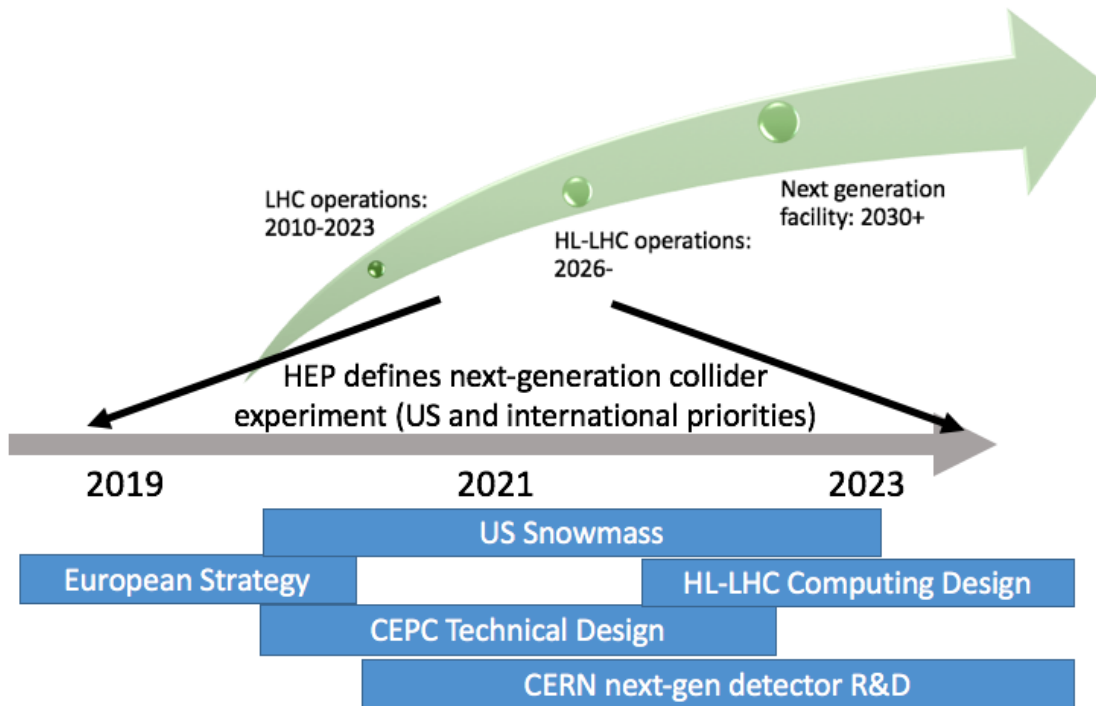 LHC operations:
2010-2023
HL-LHC operations:
2026-
Next generation
facility: 2030+
HEP defines next-generation collider
experiment (US and international priorities)
2019
2021
2023
US Snowmass
European Strategy
HL-LHC Computing Design
CEPC Technical Design
CERN next-gen detector R&D